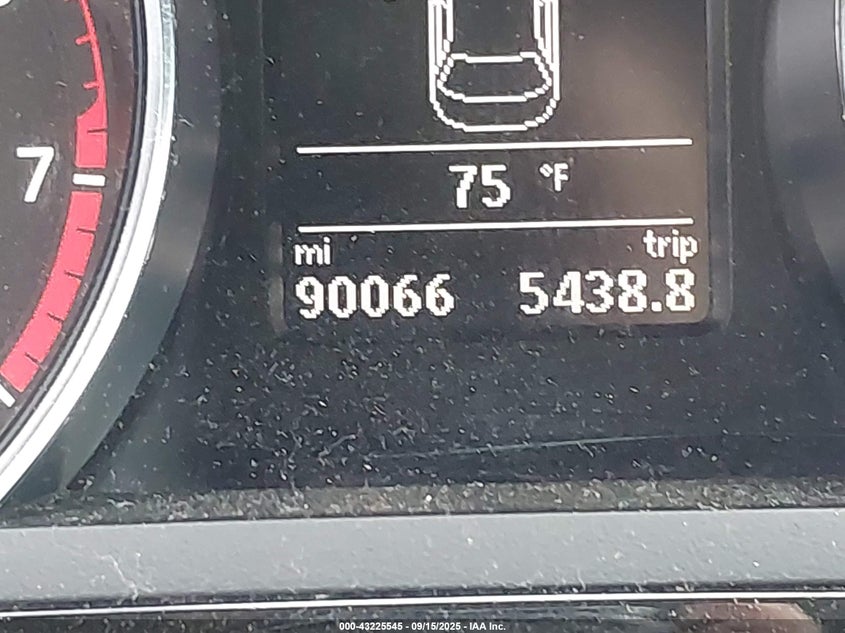 7
75 °F
mi trip
90066 5438.8
000-43225545 - 09/15/2025 - IAA Inc.